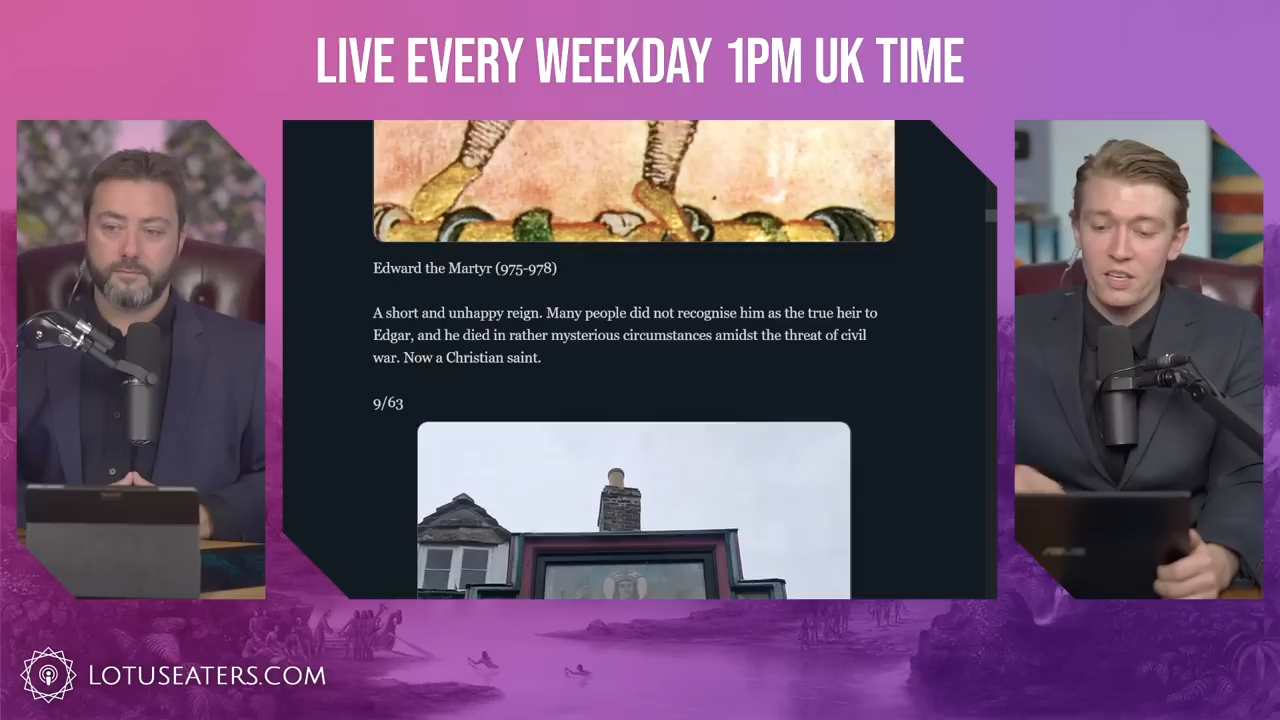 LIVE EVERY WEEKDAY 1PM UK TIME
Edward the Martyr (975-978)
A short and unhappy reign. Many people did not recognise him as the true heir to
Edgar, and he died in rather mysterious circumstances amidst the threat of civil
war. Now a Christian saint.
9/63
LOTUSEATERS.COM